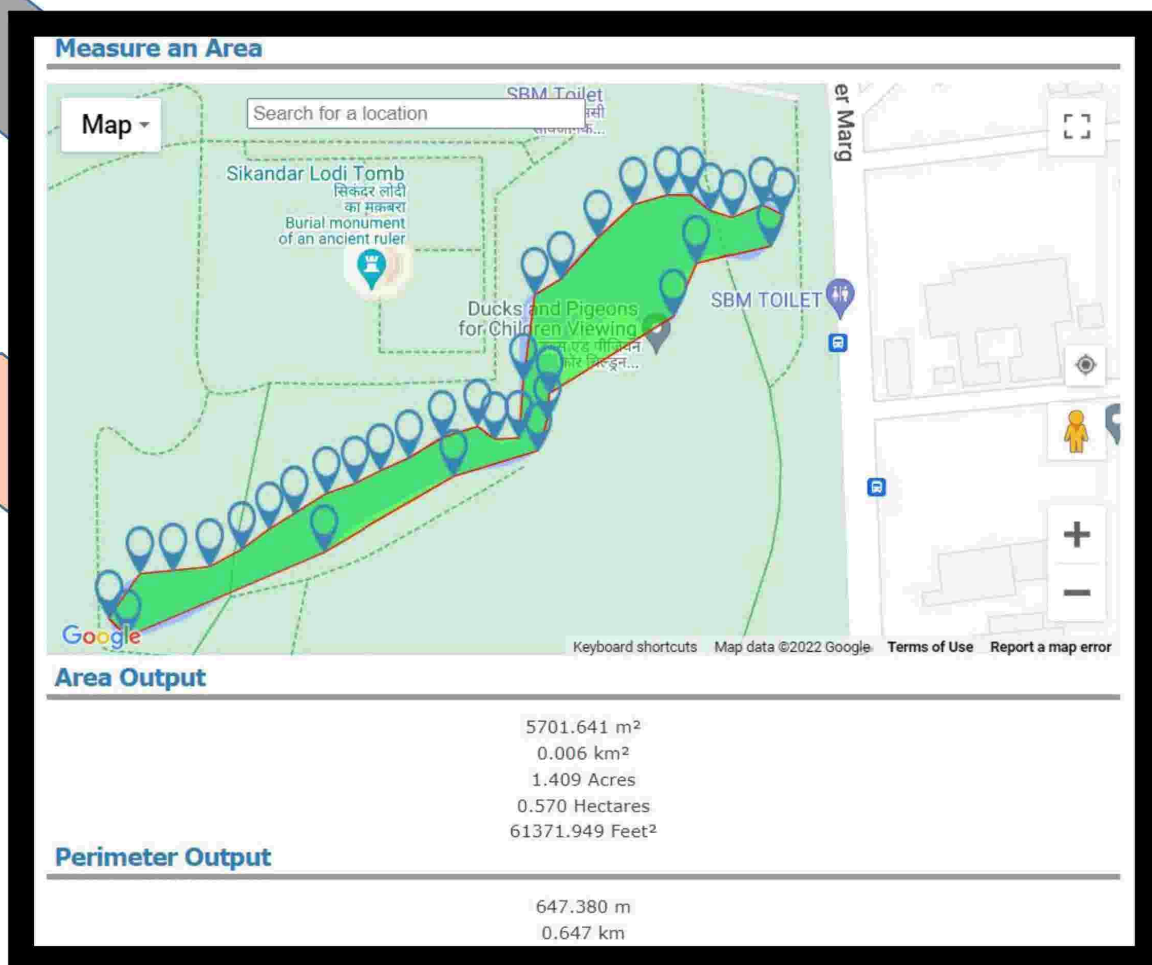 Measure an Area
Map
Search for a location
SBM Toilet
er Marg
Sikandar Lodi Tomb
सिकंदर लोदी
का मकबरा
Burial monument
of an ancient ruler
Ducks and Pigeons
for Children Viewing
SBM TOILET
Google
Keyboard shortcuts Map data ©2022 Google Terms of Use Report a map error
Area Output
5701.641 m²
0.006 km²
1.409 Acres
0.570 Hectares
61371.949 Feet²
Perimeter Output
647.380 m
0.647 km